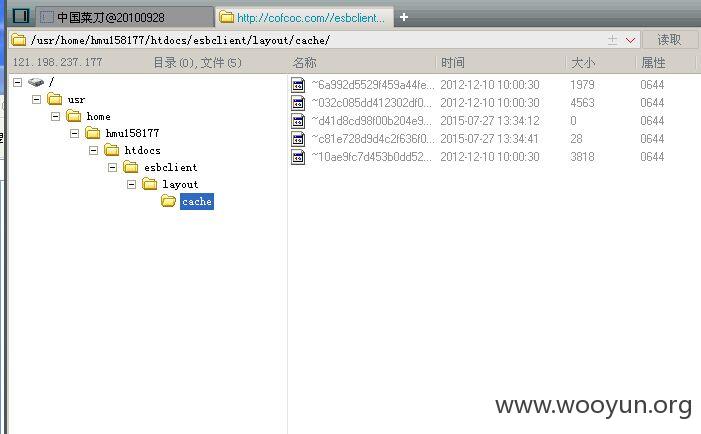 中国菜刀@20100928
http://cofcoc.com//esbclient...
/usr/home/hmu158177/htdocs/esbclient/layout/cache/
读取
121.198.237.177 目录(0),文件(5) 名称 时间 大小 属性
/
usr
home
hmu158177
htdocs
esbclient
layout
cache
~6a992d5529f459a44fe... 2012-12-10 10:00:30 1979 0644
~032c085dd412302df0... 2012-12-10 10:00:30 4563 0644
~d41d8cd98f00b204e9... 2015-07-27 13:34:12 0 0644
~c81e728d9d4c2f636f0... 2015-07-27 13:34:41 28 0644
~10ae9fc7d453b0dd52... 2012-12-10 10:00:30 3818 0644
www.wooyun.org